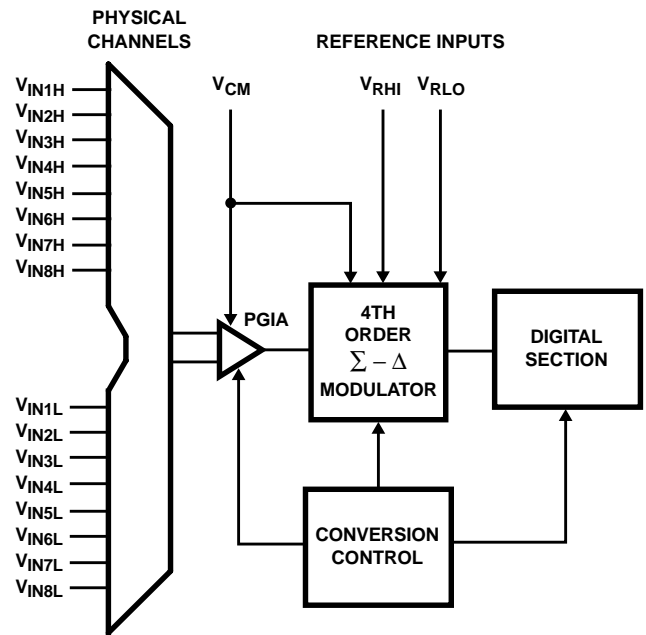 PHYSICAL
CHANNELS
REFERENCE INPUTS
VCM
VRHI
VRLO
VIN1H
VIN2H
VIN3H
VIN4H
VIN5H
VIN6H
VIN7H
VIN8H
PGIA
4TH
ORDER
Σ – Δ
MODULATOR
DIGITAL
SECTION
VIN1L
VIN2L
VIN3L
VIN4L
VIN5L
VIN6L
VIN7L
VIN8L
CONVERSION
CONTROL